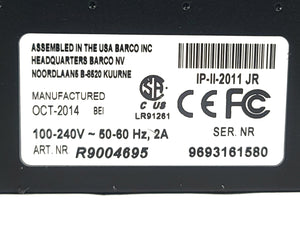 ASSEMBLED IN THE USA BARCO INC
HEADQUARTERS BARCO NV
NOORDLAAN5 B-8520 KUURNE
IP-II-2011 JR
MANUFACTURED
OCT-2014 BEI
SA
C US
LR91261
CE FC
100-240V ~ 50-60 Hz, 2A
SER. NR
ART. NR R9004695
9693161580